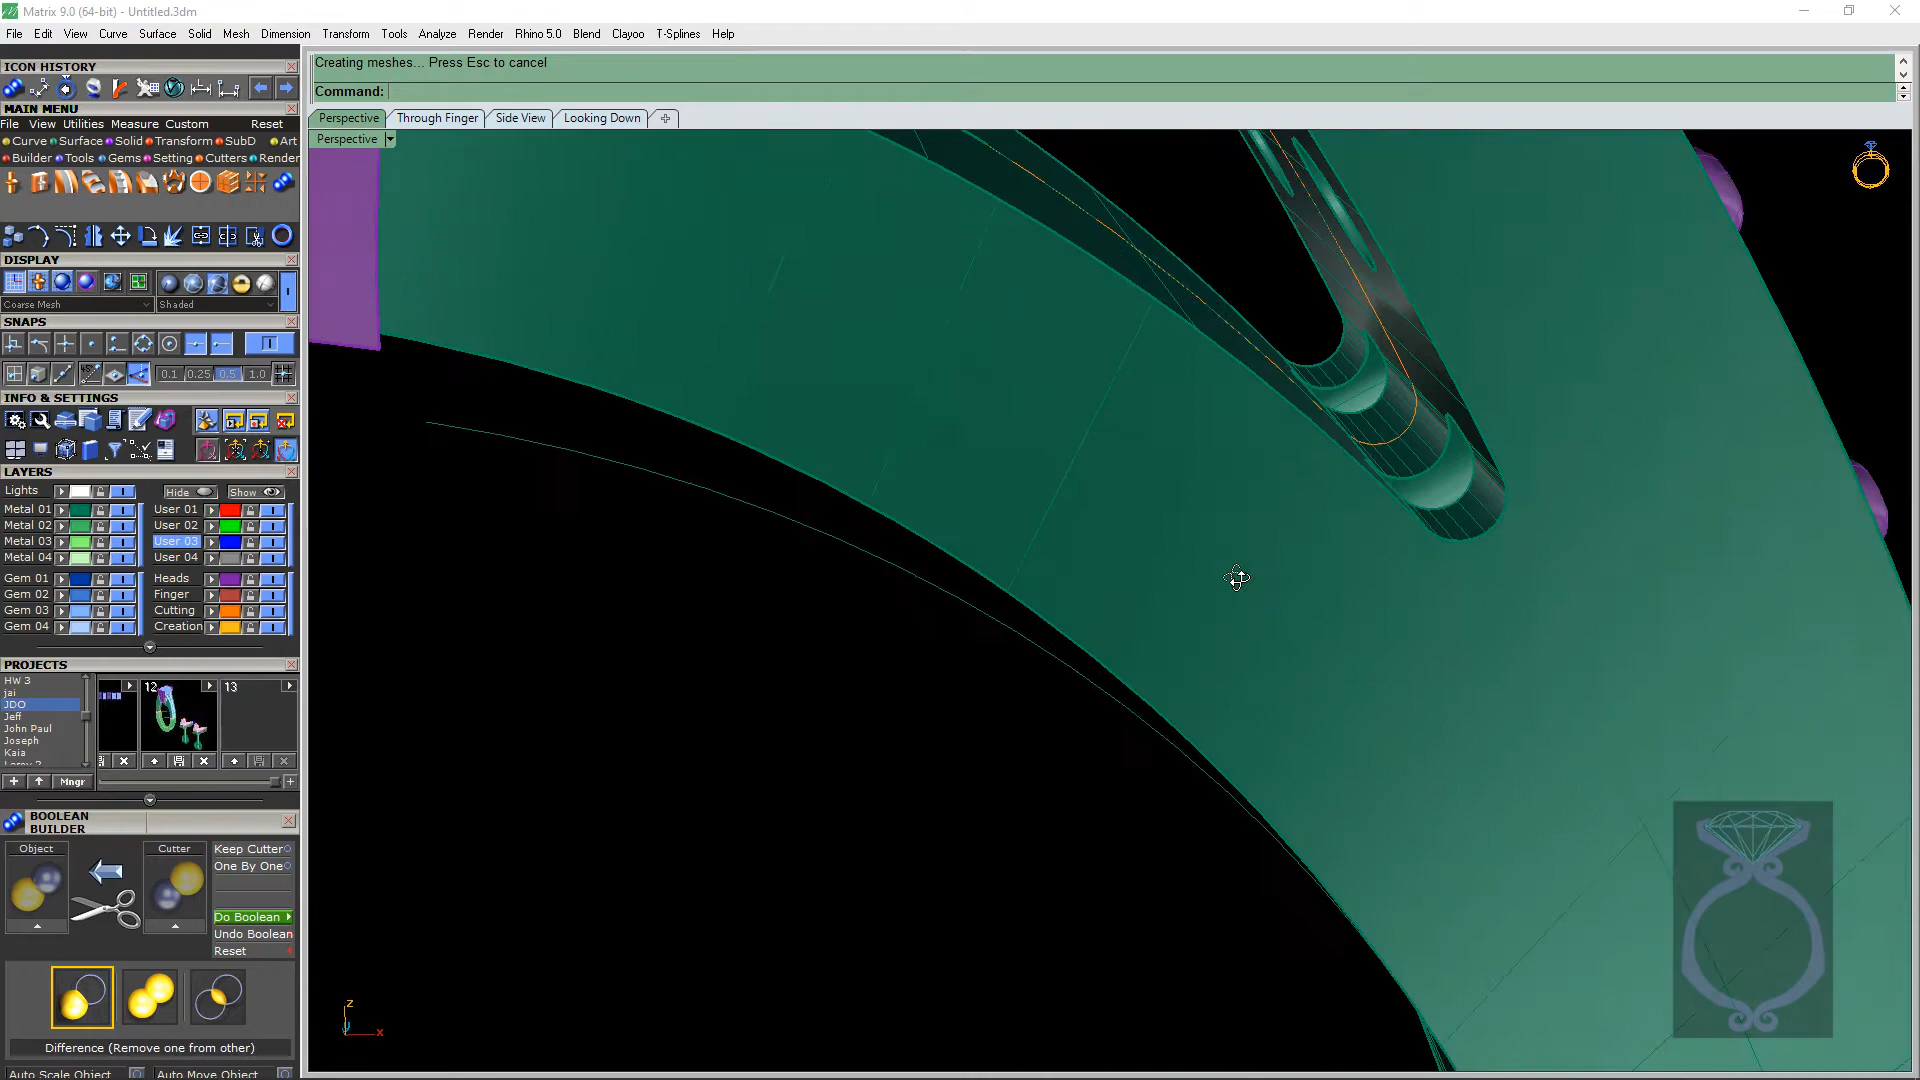 Matrix 9.0 (64-bit) - Untitled.3dm
File Edit View Curve Surface Solid Mesh Dimension Transform Tools Analyze Render Rhino 5.0 Blend Clayoo T-Splines Help
ICON HISTORY
Creating meshes... Press Esc to cancel
Command:
MAIN MENU
File View Utilities Measure Custom Reset
Curve Surface Solid Transform SubD Art
Builder Tools Gems Setting Cutters Render
Perspective Through Finger Side View Looking Down
Perspective
DISPLAY
Coarse Mesh Shaded
SNAPS
0.1 0.25 0.5 1.0
INFO & SETTINGS
LAYERS
Lights Hide Show
Metal 01 User 01
Metal 02 User 02
Metal 03 User 03
Metal 04 User 04
Gem 01 Heads
Gem 02 Finger
Gem 03 Cutting
Gem 04 Creation
PROJECTS
HW 3
jai
JDO
Jeff
John Paul
Joseph
Kaia
12 13
Mngr
BOOLEAN BUILDER
Object Cutter Keep Cutter
One By One
Do Boolean
Undo Boolean
Reset
Difference (Remove one from other)
Auto Scale Object Auto Move Object
z
x